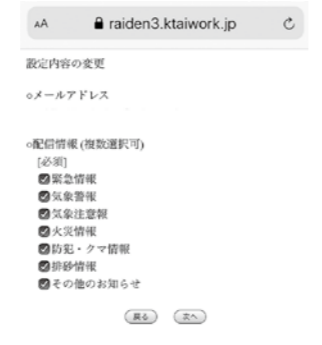 AA raiden3.ktaiwork.jp
設定内容の変更
○メールアドレス
○配信情報(複数選択可)
[必須]
緊急情報
気象警報
気象注意報
火災情報
防犯・クマ情報
排砂情報
その他のお知らせ
戻る 次へ